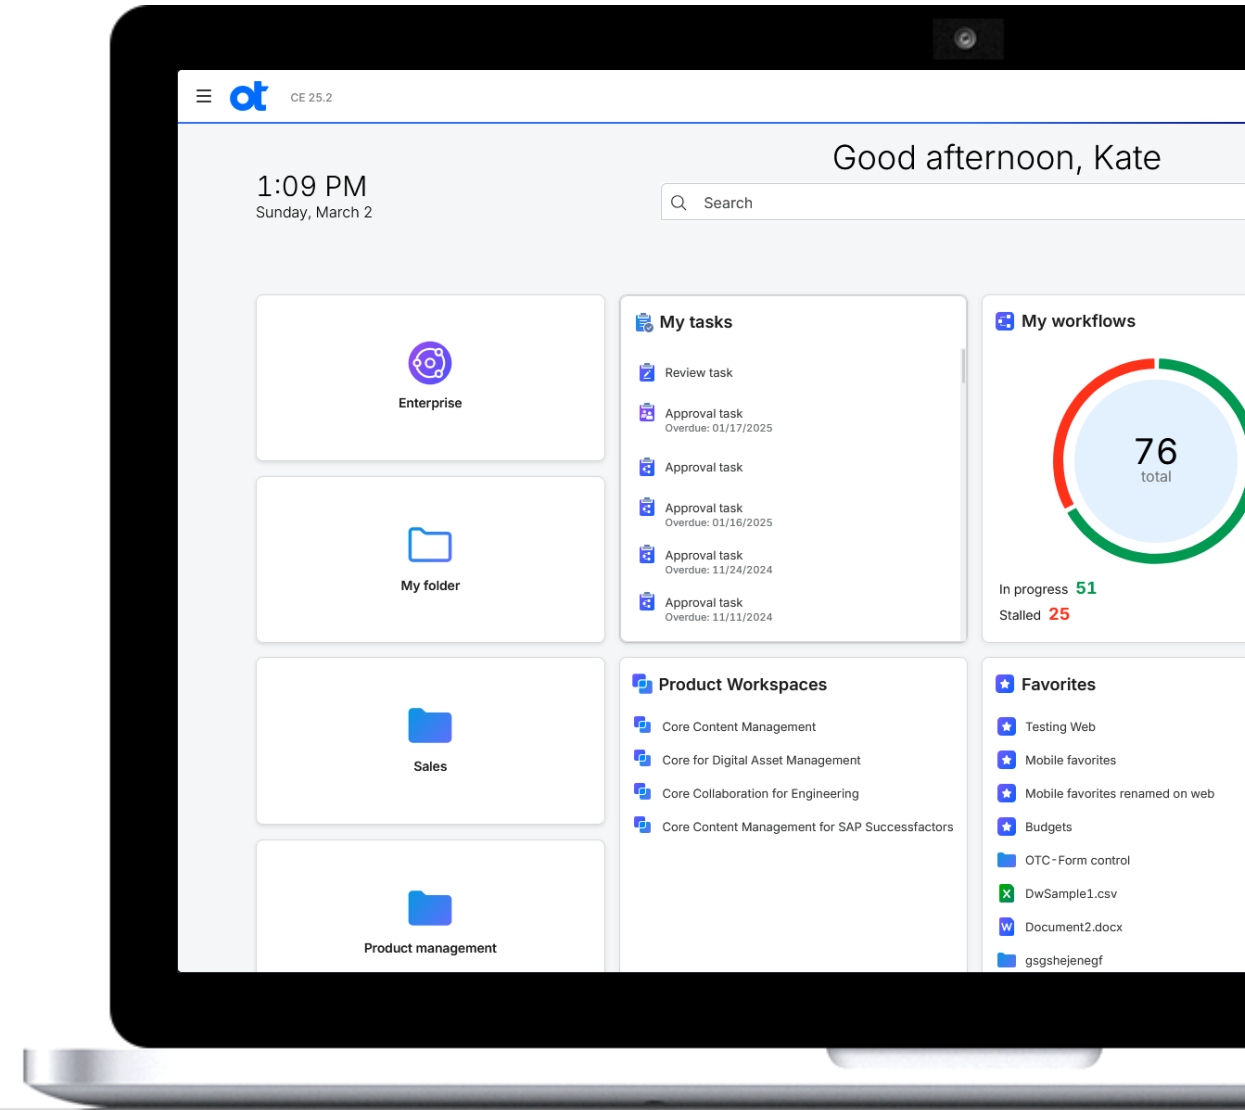 ot
CE 25.2
Good afternoon, Kate
1:09 PM
Sunday, March 2
Search
Enterprise
My folder
Sales
Product management
My tasks
Review task
Approval task
Overdue: 01/17/2025
Approval task
Approval task
Overdue: 01/16/2025
Approval task
Overdue: 11/24/2024
Approval task
Overdue: 11/11/2024
My workflows
76
total
In progress 51
Stalled 25
Product Workspaces
Core Content Management
Core for Digital Asset Management
Core Collaboration for Engineering
Core Content Management for SAP Successfactors
Favorites
Testing Web
Mobile favorites
Mobile favorites renamed on web
Budgets
OTC-Form control
X DwSample1.csv
W Document2.docx
gsgshejenegf